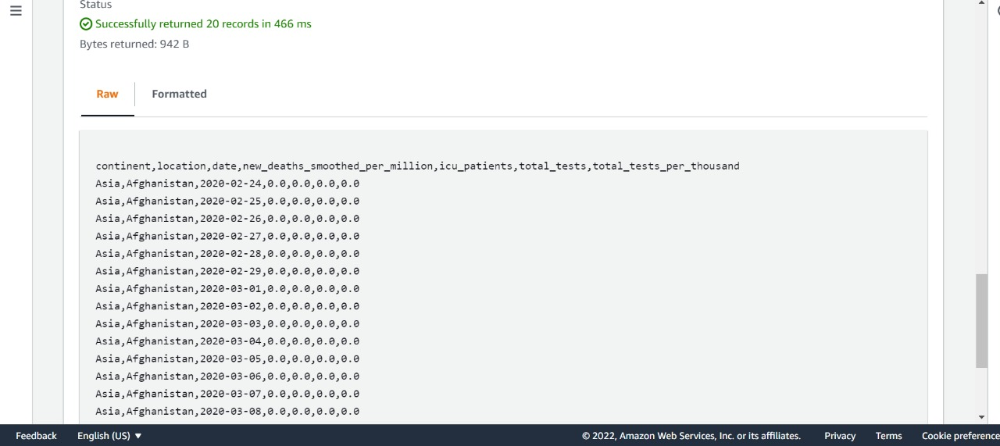 Status
Successfully returned 20 records in 466 ms
Bytes returned: 942 B
Raw Formatted
continent,location,date,new_deaths_smoothed_per_million,icu_patients,total_tests,total_tests_per_thousand
Asia,Afghanistan,2020-02-24,0.0,0.0,0.0,0.0
Asia,Afghanistan,2020-02-25,0.0,0.0,0.0,0.0
Asia,Afghanistan,2020-02-26,0.0,0.0,0.0,0.0
Asia,Afghanistan,2020-02-27,0.0,0.0,0.0,0.0
Asia,Afghanistan,2020-02-28,0.0,0.0,0.0,0.0
Asia,Afghanistan,2020-02-29,0.0,0.0,0.0,0.0
Asia,Afghanistan,2020-03-01,0.0,0.0,0.0,0.0
Asia,Afghanistan,2020-03-02,0.0,0.0,0.0,0.0
Asia,Afghanistan,2020-03-03,0.0,0.0,0.0,0.0
Asia,Afghanistan,2020-03-04,0.0,0.0,0.0,0.0
Asia,Afghanistan,2020-03-05,0.0,0.0,0.0,0.0
Asia,Afghanistan,2020-03-06,0.0,0.0,0.0,0.0
Asia,Afghanistan,2020-03-07,0.0,0.0,0.0,0.0
Asia,Afghanistan,2020-03-08,0.0,0.0,0.0,0.0
Feedback English (US) © 2022, Amazon Web Services, Inc. or its affiliates. Privacy Terms Cookie preference